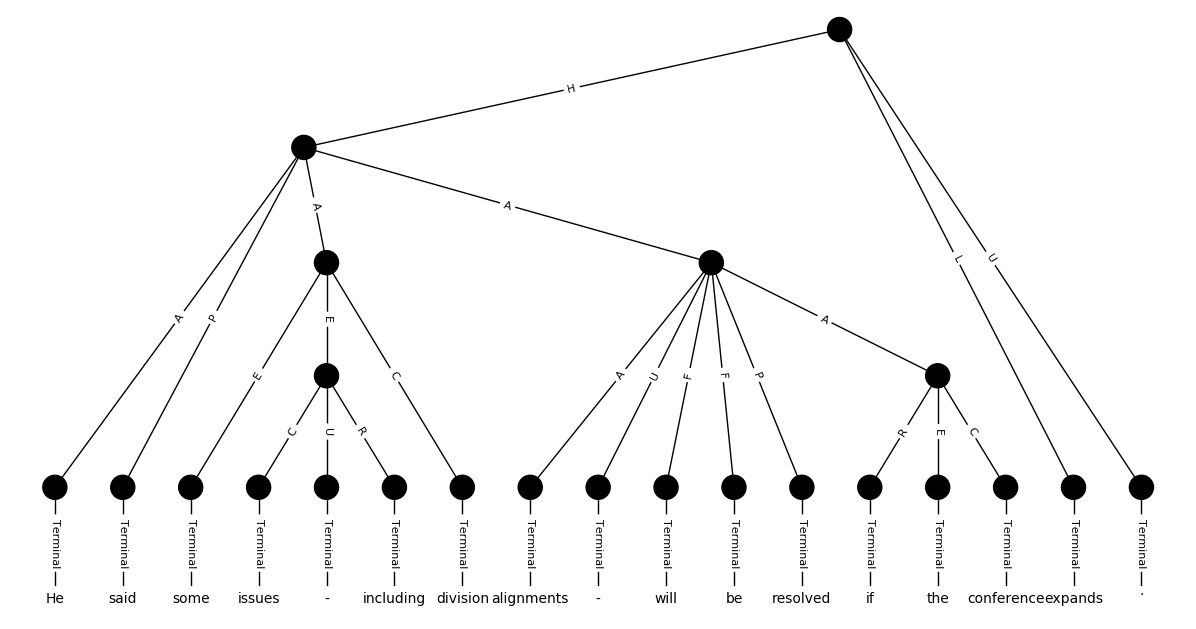 H
A
A
A P L U
E
E C A U F F P A
C U R R E C
Terminal Terminal Terminal Terminal Terminal Terminal Terminal Terminal Terminal Terminal Terminal Terminal Terminal Terminal Terminal Terminal Terminal
He said some issues - including division alignments - will be resolved if the conference expands .